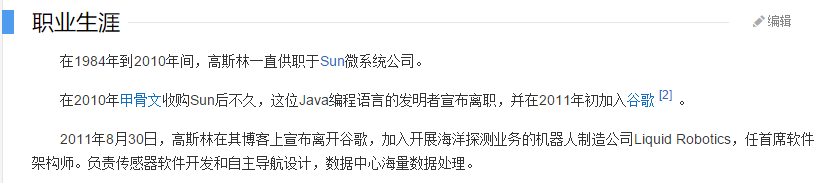 职业生涯
编辑
在1984年到2010年间，高斯林一直供职于Sun微系统公司。
在2010年甲骨文收购Sun后不久，这位Java编程语言的发明者宣布离职，并在2011年初加入谷歌 [2] 。
2011年8月30日，高斯林在其博客上宣布离开谷歌，加入开展海洋探测业务的机器人制造公司Liquid Robotics，任首席软件
架构师。负责传感器软件开发和自主导航设计，数据中心海量数据处理。